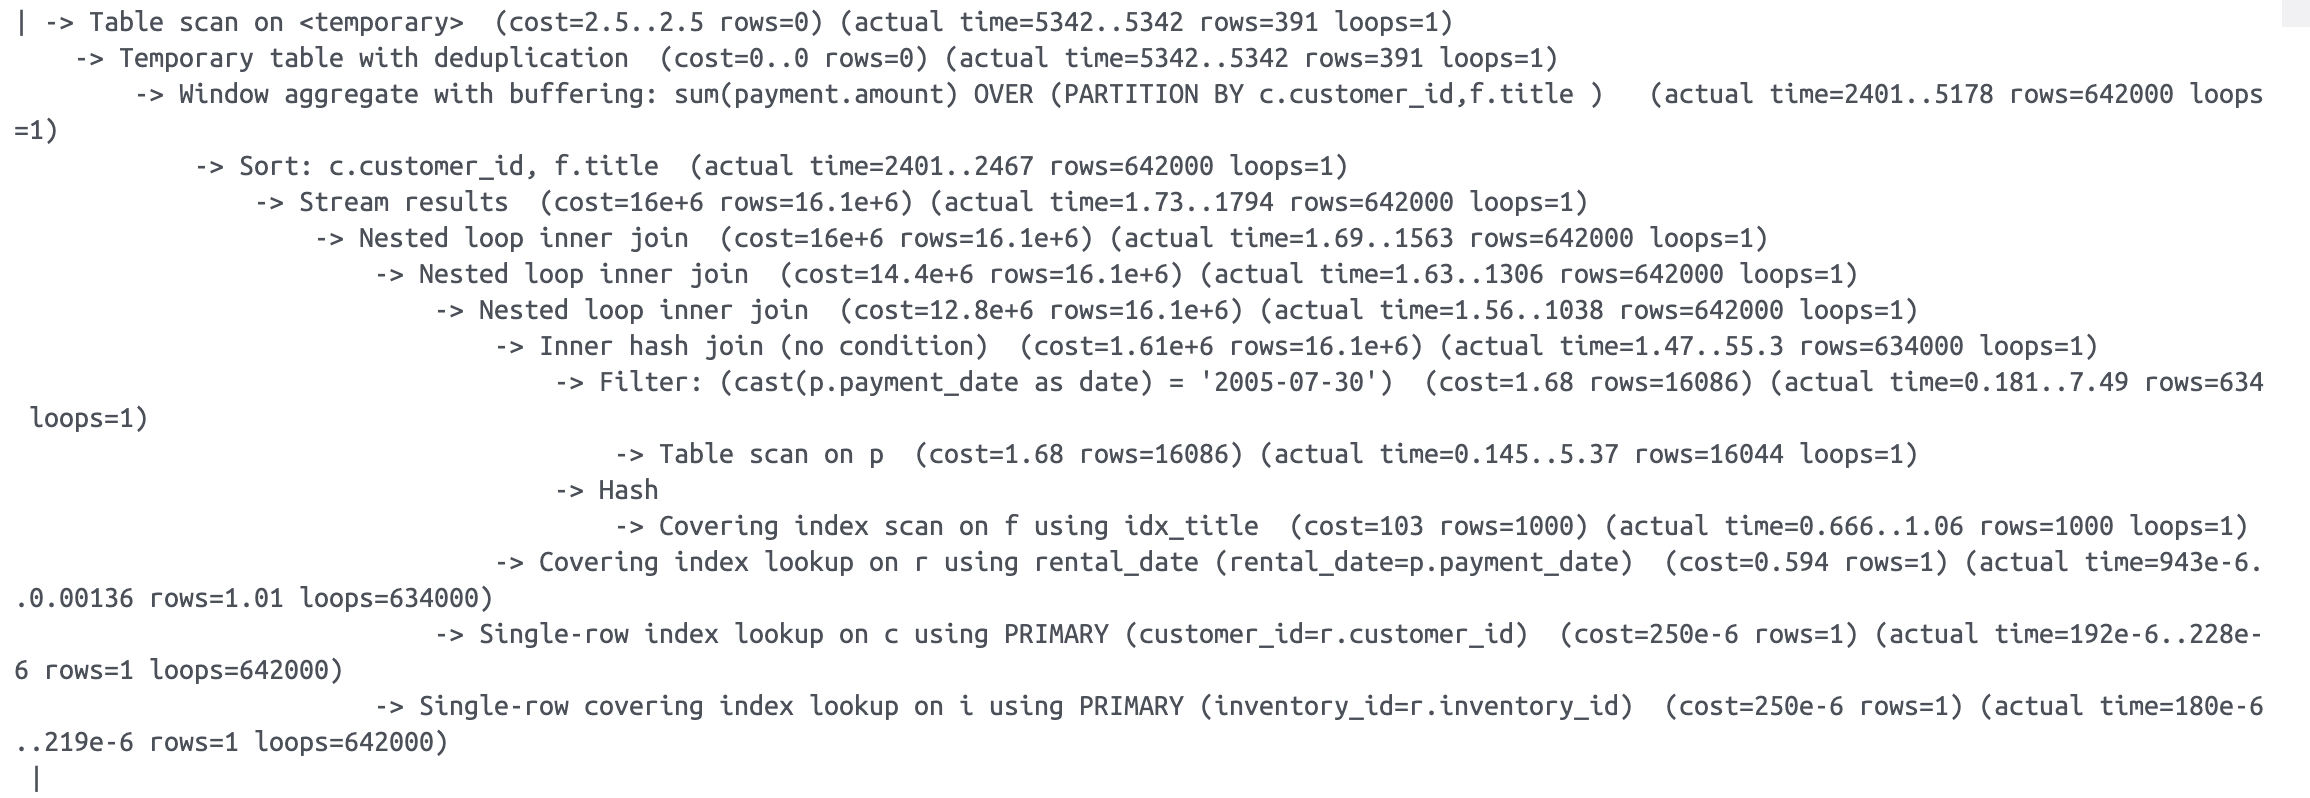 | -> Table scan on <temporary>  (cost=2.5..2.5 rows=0) (actual time=5342..5342 rows=391 loops=1)
    -> Temporary table with deduplication  (cost=0..0 rows=0) (actual time=5342..5342 rows=391 loops=1)
        -> Window aggregate with buffering: sum(payment.amount) OVER (PARTITION BY c.customer_id,f.title )   (actual time=2401..5178 rows=642000 loops
=1)
            -> Sort: c.customer_id, f.title  (actual time=2401..2467 rows=642000 loops=1)
                -> Stream results  (cost=16e+6 rows=16.1e+6) (actual time=1.73..1794 rows=642000 loops=1)
                    -> Nested loop inner join  (cost=16e+6 rows=16.1e+6) (actual time=1.69..1563 rows=642000 loops=1)
                        -> Nested loop inner join  (cost=14.4e+6 rows=16.1e+6) (actual time=1.63..1306 rows=642000 loops=1)
                            -> Nested loop inner join  (cost=12.8e+6 rows=16.1e+6) (actual time=1.56..1038 rows=642000 loops=1)
                                -> Inner hash join (no condition)  (cost=1.61e+6 rows=16.1e+6) (actual time=1.47..55.3 rows=634000 loops=1)
                                    -> Filter: (cast(p.payment_date as date) = '2005-07-30')  (cost=1.68 rows=16086) (actual time=0.181..7.49 rows=634
 loops=1)
                                        -> Table scan on p  (cost=1.68 rows=16086) (actual time=0.145..5.37 rows=16044 loops=1)
                                    -> Hash
                                        -> Covering index scan on f using idx_title  (cost=103 rows=1000) (actual time=0.666..1.06 rows=1000 loops=1)
                                -> Covering index lookup on r using rental_date (rental_date=p.payment_date)  (cost=0.594 rows=1) (actual time=943e-6.
.0.00136 rows=1.01 loops=634000)
                            -> Single-row index lookup on c using PRIMARY (customer_id=r.customer_id)  (cost=250e-6 rows=1) (actual time=192e-6..228e-
6 rows=1 loops=642000)
                        -> Single-row covering index lookup on i using PRIMARY (inventory_id=r.inventory_id)  (cost=250e-6 rows=1) (actual time=180e-6
..219e-6 rows=1 loops=642000)
 |